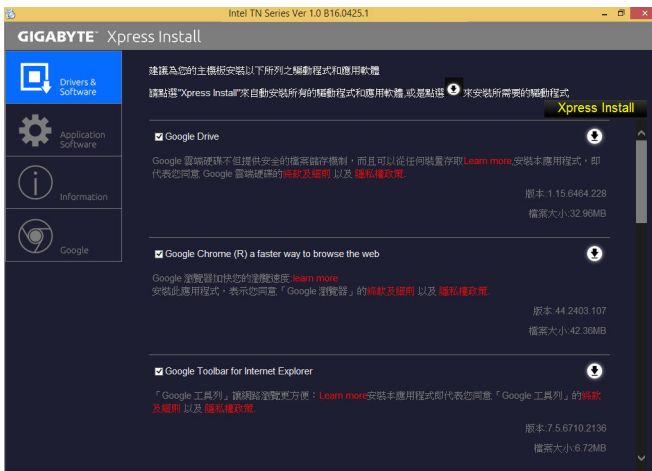 Intel TN Series Ver 1.0 B16.0425.1
GIGABYTE™ Xpress Install
Drivers & Software
Application Software
Information
Google
建議為您的主機板安裝以下所列之驅動程式和應用軟體
請點選"Xpress Install"來自動安裝所有的驅動程式和應用軟體,或是點選 來安裝所需要的驅動程式
Xpress Install
Google Drive
Google 雲端硬碟不但提供安全的檔案儲存機制，而且可以從任何裝置存取Learn more,安裝本應用程式，即
代表您同意 Google 雲端硬碟的條款及細則 以及 隱私權政策.
版本:1.15.6464.228
檔案大小:32.96MB
Google Chrome (R) a faster way to browse the web
Google 瀏覽器加快您的瀏覽速度:learn more
安裝此應用程式，表示您同意「Google 瀏覽器」的條款及細則 以及 隱私權政策.
版本:44.2403.107
檔案大小:42.36MB
Google Toolbar for Internet Explorer
「Google 工具列」讓網路瀏覽更方便：Learn more安裝本應用程式即代表您同意「Google 工具列」的條款
及細則 以及 隱私權政策.
版本:7.5.6710.2136
檔案大小:6.72MB